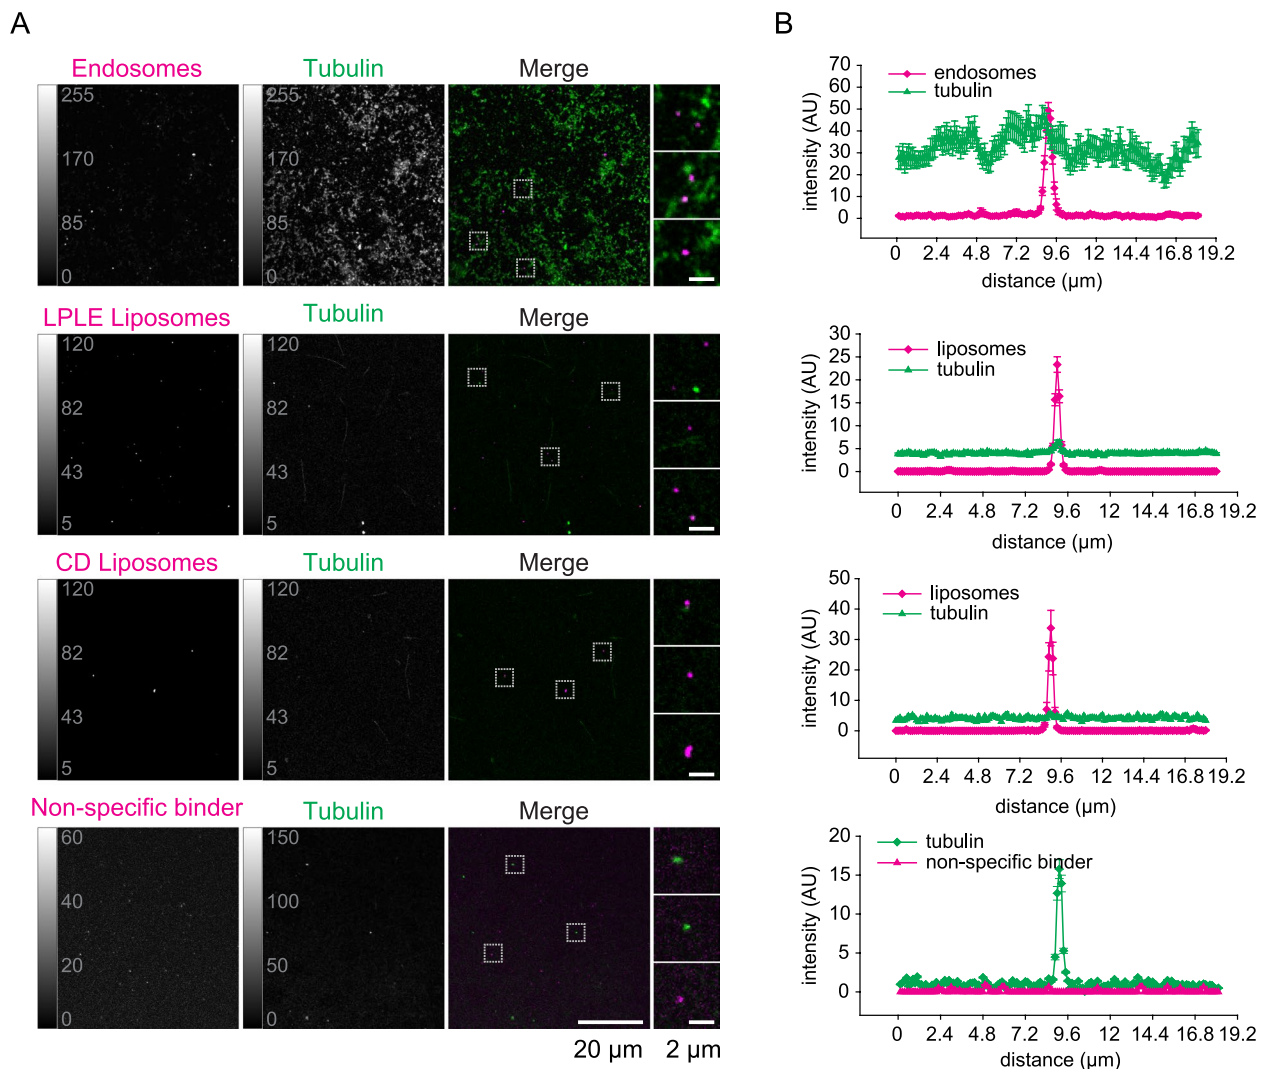 A
B
Endosomes Tubulin Merge
255
170
85
0
255
170
85
0
LPLE Liposomes Tubulin Merge
120
82
43
5
120
82
43
5
CD Liposomes Tubulin Merge
120
82
43
5
120
82
43
5
Non-specific binder Tubulin Merge
60
40
20
0
150
100
50
0
20 µm 2 µm
endosomes
tubulin
intensity (AU)
70
60
50
40
30
20
10
0
0 2.4 4.8 7.2 9.6 12 14.4 16.8 19.2
distance (µm)
liposomes
tubulin
intensity (AU)
30
25
20
15
10
5
0
0 2.4 4.8 7.2 9.6 12 14.4 16.8 19.2
distance (µm)
liposomes
tubulin
intensity (AU)
50
40
30
20
10
0
0 2.4 4.8 7.2 9.6 12 14.4 16.8 19.2
distance (µm)
tubulin
non-specific binder
intensity (AU)
20
15
10
5
0
0 2.4 4.8 7.2 9.6 12 14.4 16.8 19.2
distance (µm)